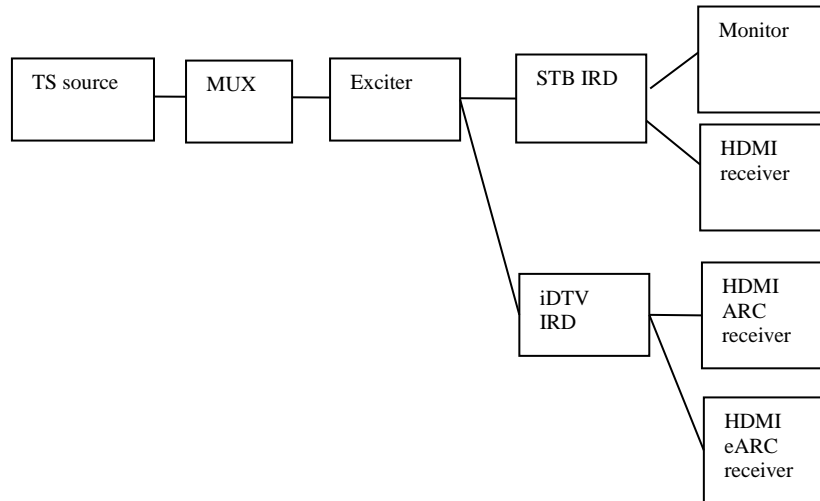 TS source
MUX
Exciter
STB IRD
Monitor
HDMI
receiver
iDTV
IRD
HDMI
ARC
receiver
HDMI
eARC
receiver